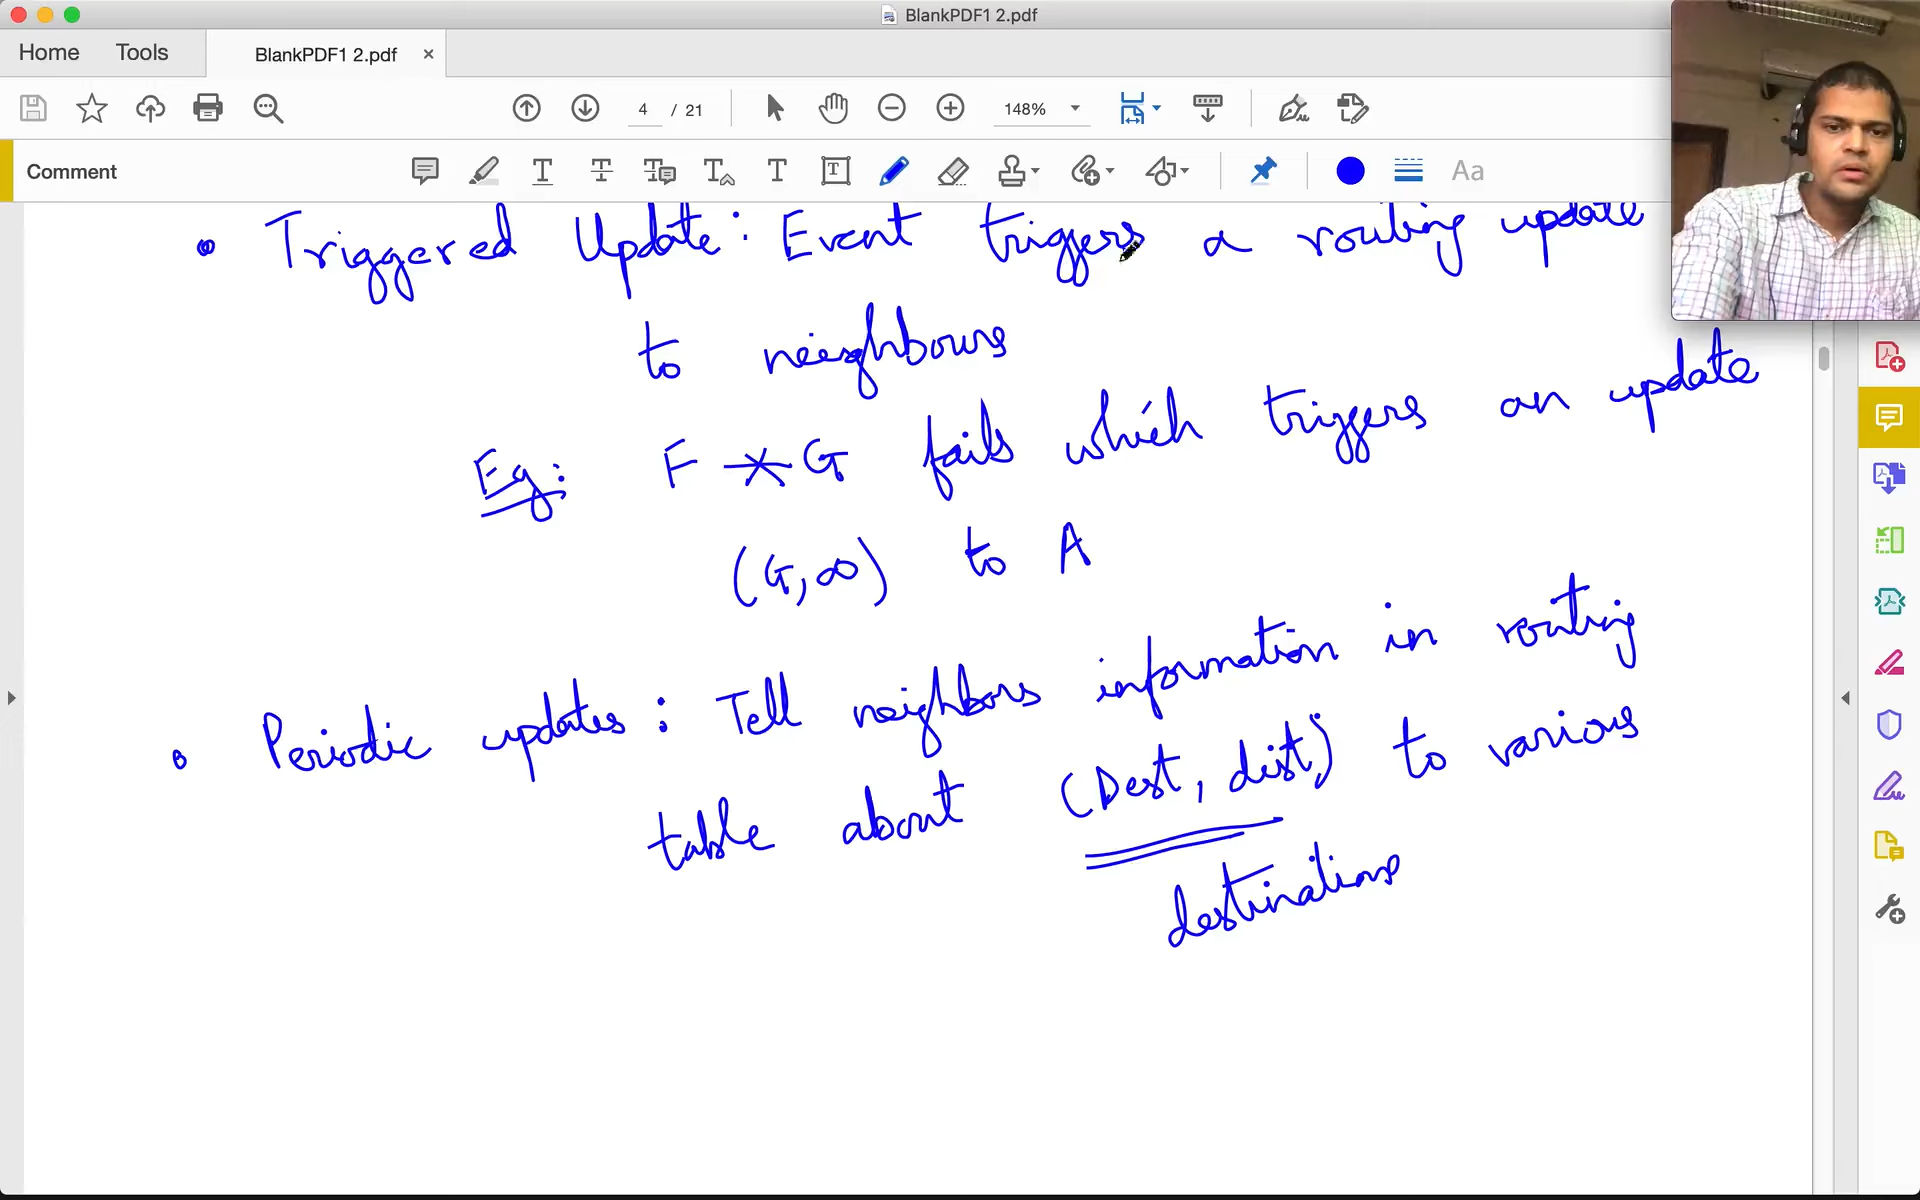 BlankPDF1 2.pdf
Home Tools BlankPDF1 2.pdf ×
4 / 21 148%
Comment Aa
• Triggered Update: Event triggers a routing update
to neighbours
Eg: F ✕ G fails which triggers an update
(G, ∞) to A
• Periodic updates: Tell neighbors information in routing
table about (Dest, dist) to various
destinations